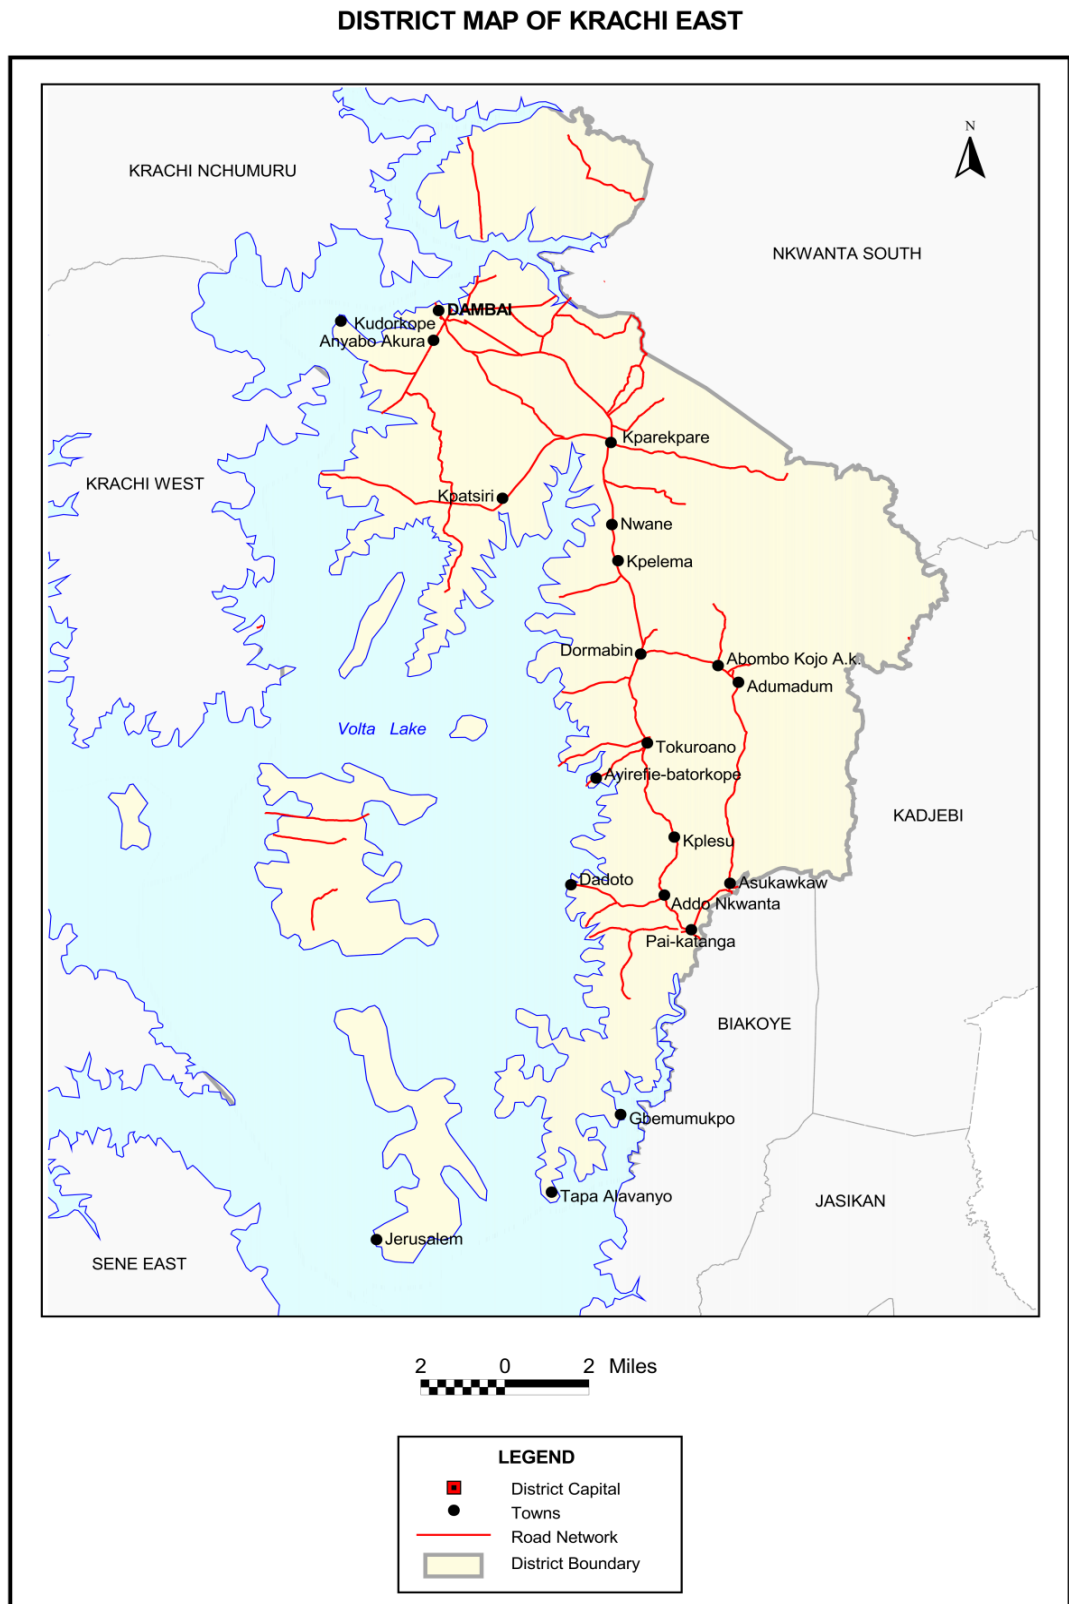 DISTRICT MAP OF KRACHI EAST
N
KRACHI NCHUMURU
NKWANTA SOUTH
DAMBAI
Kudorkope
Anyabo Akura
Kparekpare
KRACHI WEST
Kpatsiri
Nwane
Kpelema
Dormabin
Abombo Kojo A.k.
Adumadum
Volta Lake
Tokuroano
Ayirefie-batorkope
KADJEBI
Kplesu
Dadoto
Asukawkaw
Addo Nkwanta
Pai-katanga
BIAKOYE
Gbemumukpo
Tapa Alavanyo
JASIKAN
Jerusalem
SENE EAST
2 0 2 Miles
LEGEND
District Capital
Towns
Road Network
District Boundary